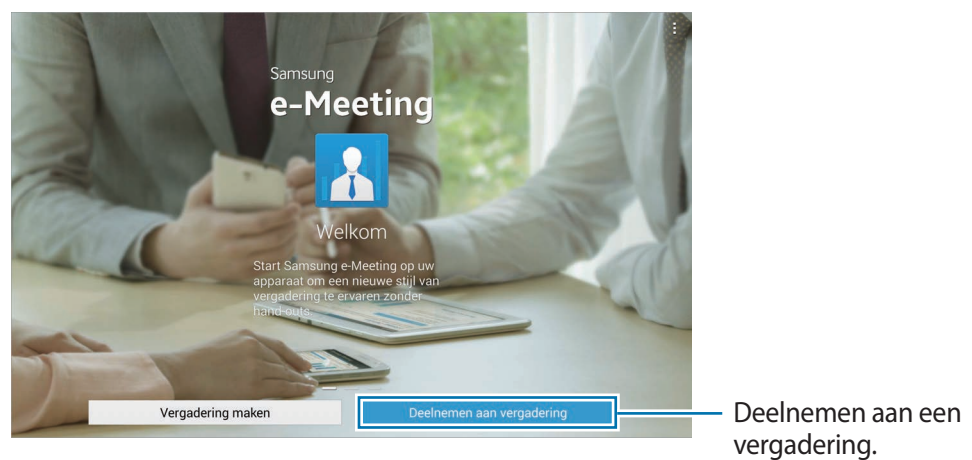 Samsung
e-Meeting
Welkom
Start Samsung e-Meeting op uw
apparaat om een nieuwe stijl van
vergadering te ervaren zonder
hand-outs.
Vergadering maken
Deelnemen aan vergadering
Deelnemen aan een
vergadering.